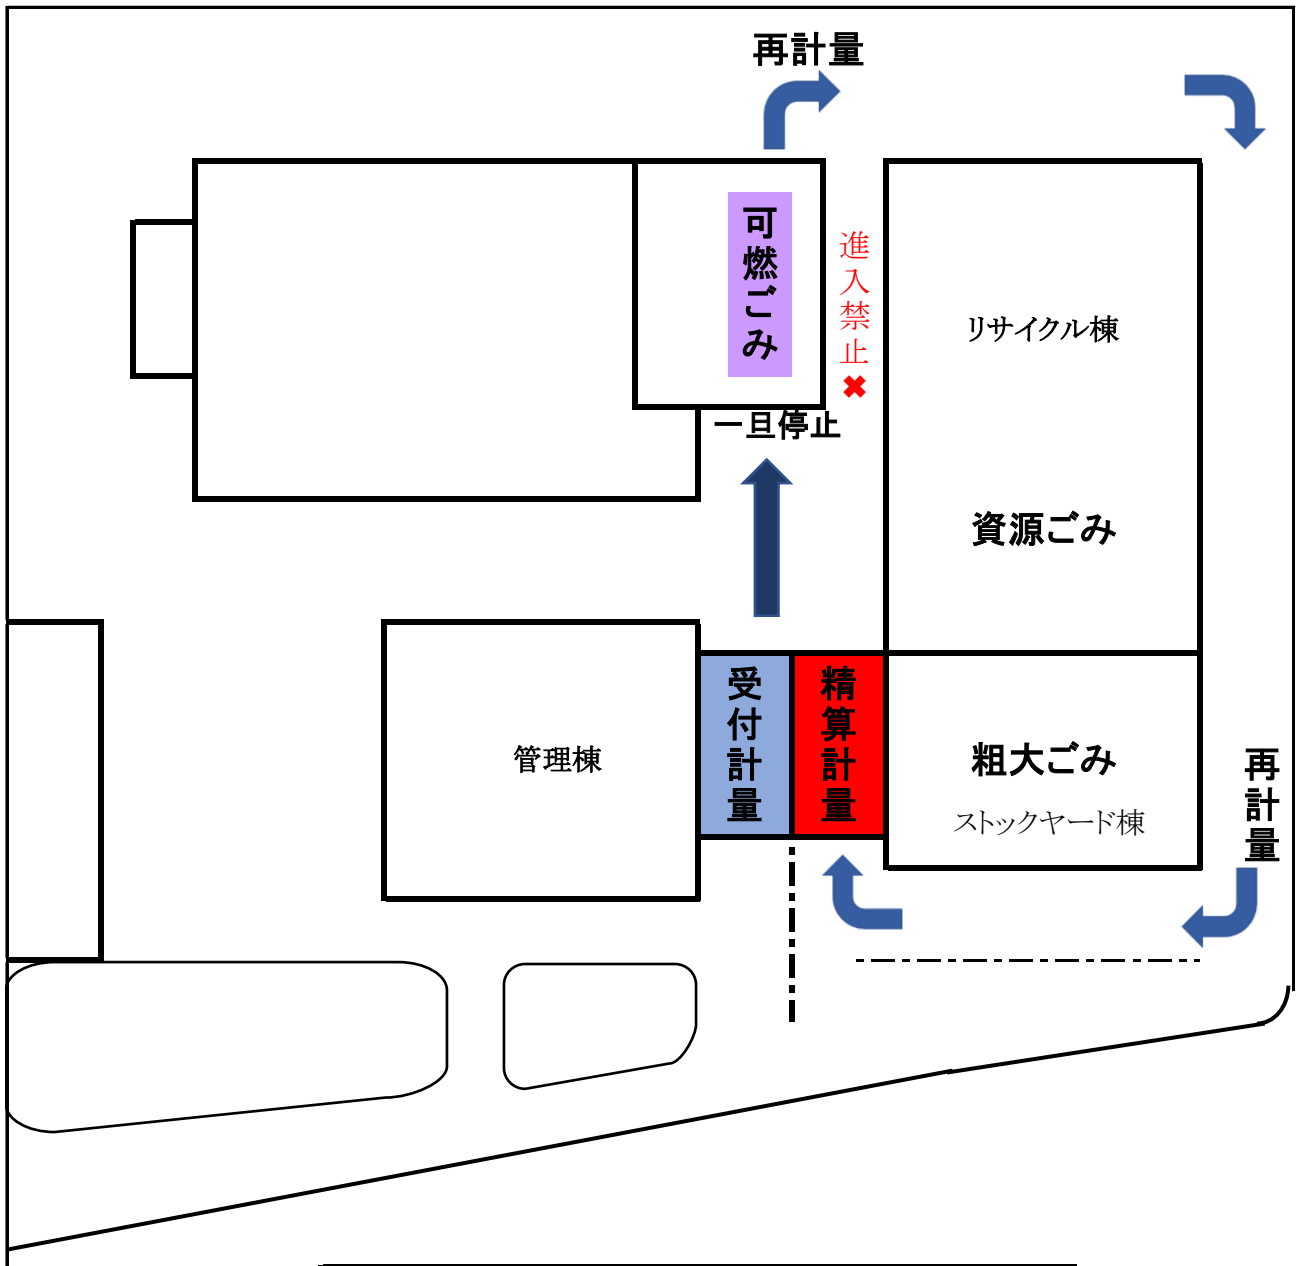 再計量
可燃ごみ
進入禁止✖
リサイクル棟
一旦停止
資源ごみ
受付計量
精算計量
管理棟
粗大ごみ
ストックヤード棟
再計量